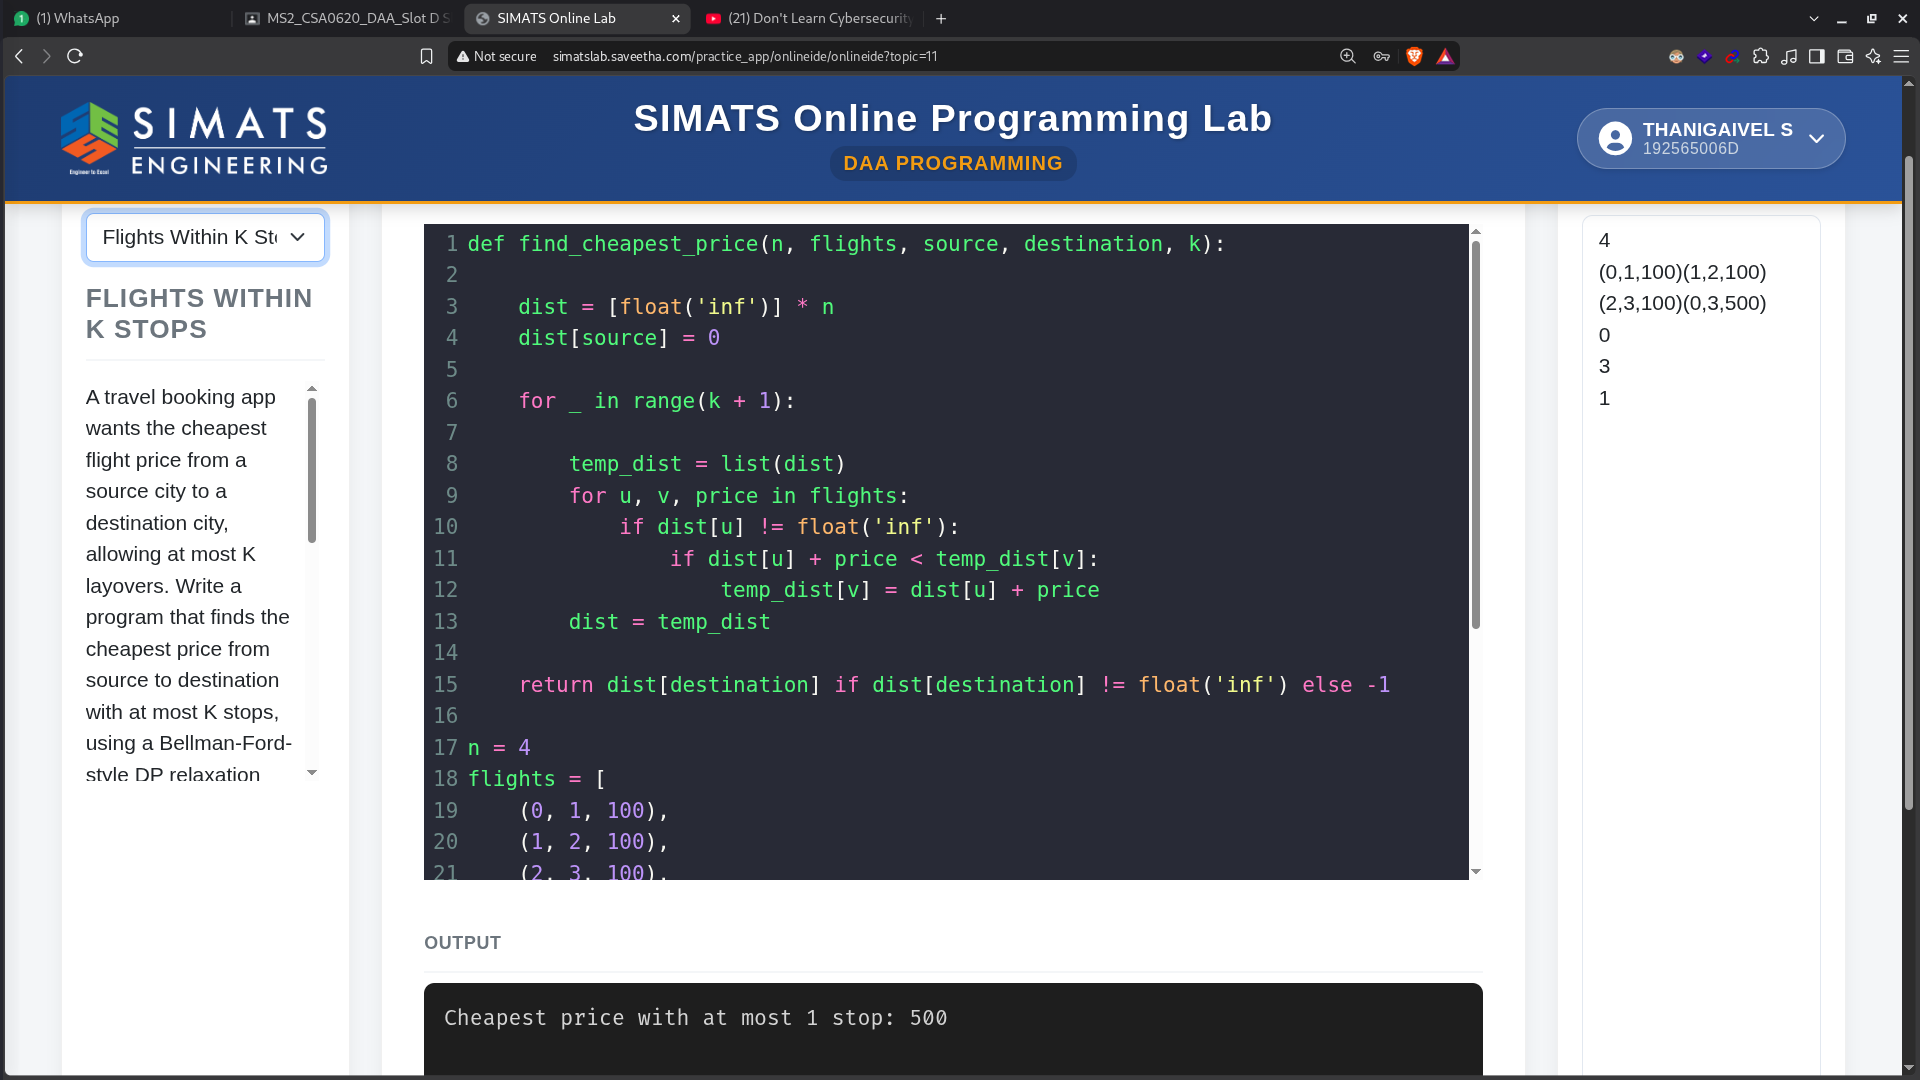 (1) WhatsApp
MS2_CSA0620_DAA_Slot D S
SIMATS Online Lab
(21) Don't Learn Cybersecurity
Not secure simatslab.saveetha.com/practice_app/onlineide/onlineide?topic=11
SIMATS
ENGINEERING
Engineer to Excel
SIMATS Online Programming Lab
DAA PROGRAMMING
THANIGAIVEL S
192565006D
Flights Within K Sto
FLIGHTS WITHIN
K STOPS
A travel booking app
wants the cheapest
flight price from a
source city to a
destination city,
allowing at most K
layovers. Write a
program that finds the
cheapest price from
source to destination
with at most K stops,
using a Bellman-Ford-
style DP relaxation
1 def find_cheapest_price(n, flights, source, destination, k):
2
3 dist = [float('inf')] * n
4 dist[source] = 0
5
6 for _ in range(k + 1):
7
8 temp_dist = list(dist)
9 for u, v, price in flights:
10 if dist[u] != float('inf'):
11 if dist[u] + price < temp_dist[v]:
12 temp_dist[v] = dist[u] + price
13 dist = temp_dist
14
15 return dist[destination] if dist[destination] != float('inf') else -1
16
17 n = 4
18 flights = [
19 (0, 1, 100),
20 (1, 2, 100),
21 (2, 3, 100),
OUTPUT
Cheapest price with at most 1 stop: 500
4
(0,1,100)(1,2,100)
(2,3,100)(0,3,500)
0
3
1